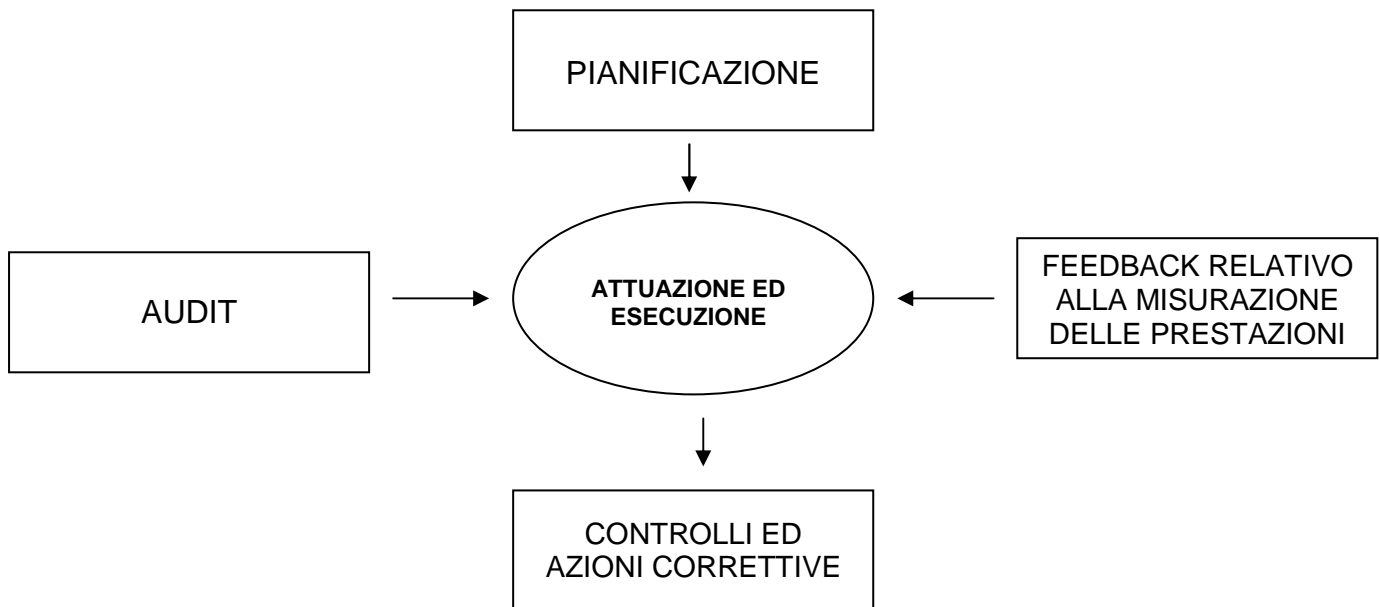 PIANIFICAZIONE
AUDIT
ATTUAZIONE ED
ESECUZIONE
FEEDBACK RELATIVO
ALLA MISURAZIONE
DELLE PRESTAZIONI
CONTROLLI ED
AZIONI CORRETTIVE